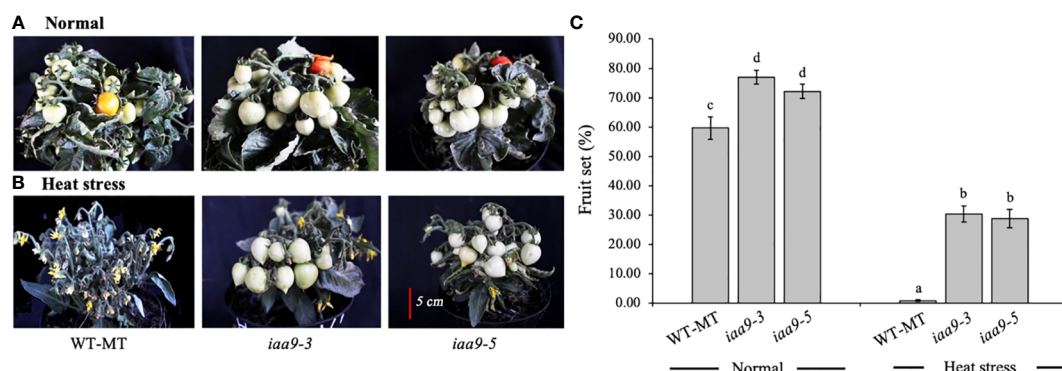 A Normal
B Heat stress
5 cm
WT-MT iaa9-3 iaa9-5
C
Fruit set (%)
90.00
80.00
70.00
60.00
50.00
40.00
30.00
20.00
10.00
0.00
c d d a b b
WT-MT iaa9-3 iaa9-5 WT-MT iaa9-3 iaa9-5
Normal Heat stress